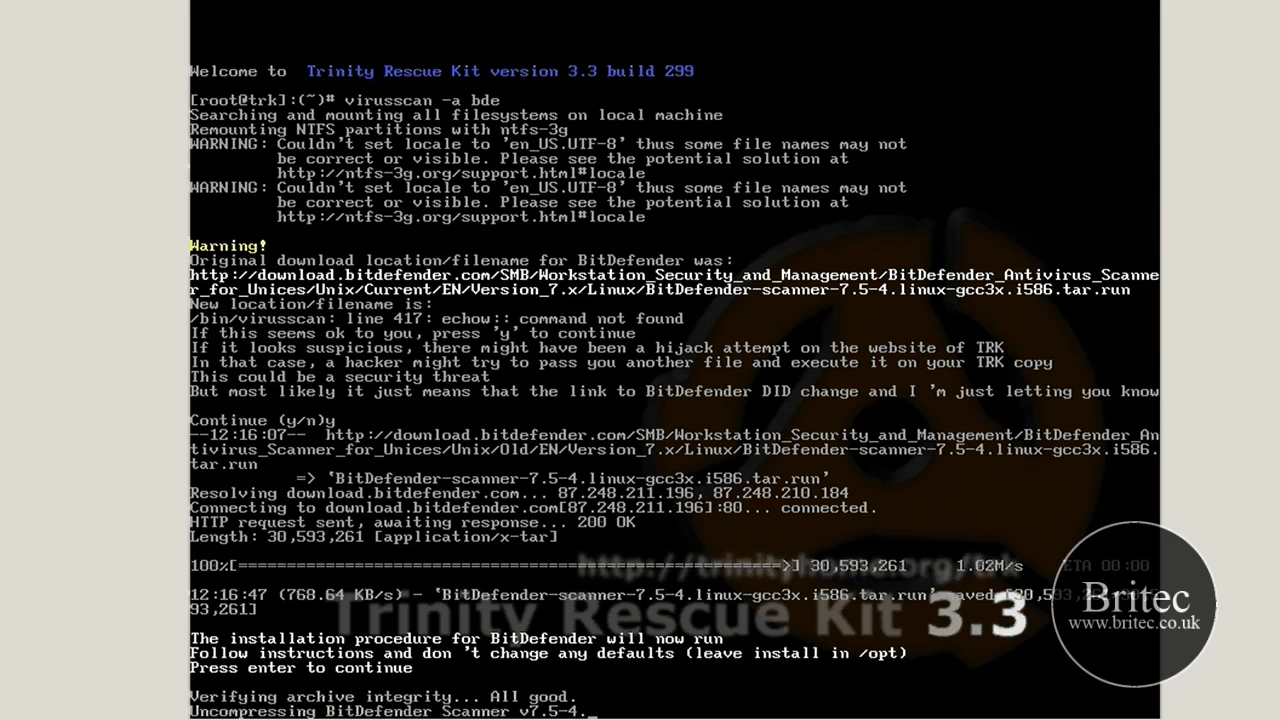 Welcome to  Trinity Rescue Kit version 3.3 build 299
[root@trk]:(~)# virusscan -a bde
Searching and mounting all filesystems on local machine
Remounting NTFS partitions with ntfs-3g
WARNING: Couldn't set locale to 'en_US.UTF-8' thus some file names may not
be correct or visible. Please see the potential solution at
http://ntfs-3g.org/support.html#locale
WARNING: Couldn't set locale to 'en_US.UTF-8' thus some file names may not
be correct or visible. Please see the potential solution at
http://ntfs-3g.org/support.html#locale
Warning!
Original download location/filename for BitDefender was:
http://download.bitdefender.com/SMB/Workstation_Security_and_Management/BitDefender_Antivirus_Scanne
r_for_Unices/Unix/Current/EN/Version_7.x/Linux/BitDefender-scanner-7.5-4.linux-gcc3x.i586.tar.run
New location/filename is:
/bin/virusscan: line 417: echow:: command not found
If this seems ok to you, press 'y' to continue
If it looks suspicious, there might have been a hijack attempt on the website of TRK
In that case, a hacker might try to pass you another file and execute it on your TRK copy
This could be a security threat
But most likely it just means that the link to BitDefender DID change and I 'm just letting you know
Continue (y/n)y
--12:16:07--  http://download.bitdefender.com/SMB/Workstation_Security_and_Management/BitDefender_An
tivirus_Scanner_for_Unices/Unix/Old/EN/Version_7.x/Linux/BitDefender-scanner-7.5-4.linux-gcc3x.i586.
tar.run
=> `BitDefender-scanner-7.5-4.linux-gcc3x.i586.tar.run'
Resolving download.bitdefender.com... 87.248.211.196, 87.248.210.184
Connecting to download.bitdefender.com[87.248.211.196]:80... connected.
HTTP request sent, awaiting response... 200 OK
Length: 30,593,261 [application/x-tar]
100%[=========================================================>] 30,593,261     1.02M/s    ETA 00:00
http://trinityhome.org/trk
12:16:47 (768.64 KB/s) - `BitDefender-scanner-7.5-4.linux-gcc3x.i586.tar.run' saved [30,593,
93,261]
Trinity Rescue Kit 3.3
Britec
www.britec.co.uk
The installation procedure for BitDefender will now run
Follow instructions and don 't change any defaults (leave install in /opt)
Press enter to continue
Verifying archive integrity... All good.
Uncompressing BitDefender Scanner v7.5-4._